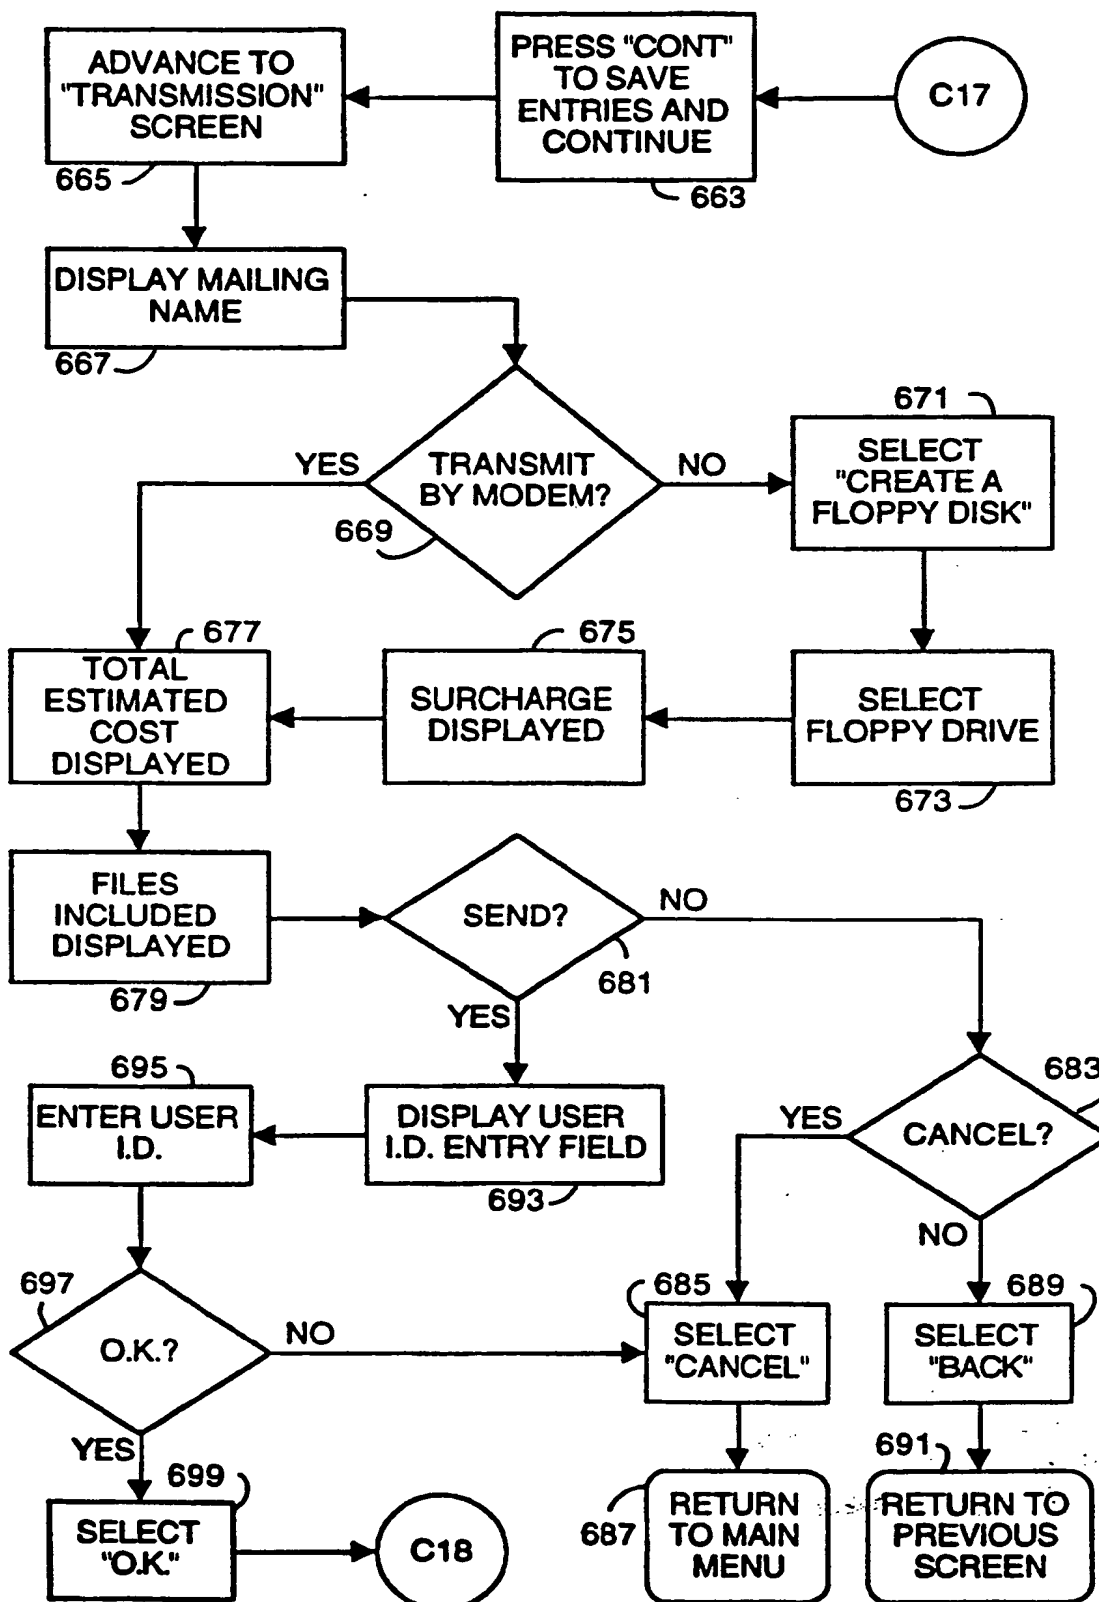 ADVANCE TO
"TRANSMISSION"
SCREEN
665
PRESS "CONT"
TO SAVE
ENTRIES AND
CONTINUE
663
C17
DISPLAY MAILING
NAME
667
TRANSMIT
BY MODEM?
669
YES
NO
671
SELECT
"CREATE A
FLOPPY DISK"
677
TOTAL
ESTIMATED
COST
DISPLAYED
675
SURCHARGE
DISPLAYED
SELECT
FLOPPY DRIVE
673
FILES
INCLUDED
DISPLAYED
679
SEND?
681
NO
YES
695
ENTER USER
I.D.
DISPLAY USER
I.D. ENTRY FIELD
693
683
YES
CANCEL?
NO
697
O.K.?
NO
YES
685
SELECT
"CANCEL"
689
SELECT
"BACK"
699
SELECT
"O.K."
C18
687
RETURN
TO MAIN
MENU
691
RETURN TO
PREVIOUS
SCREEN